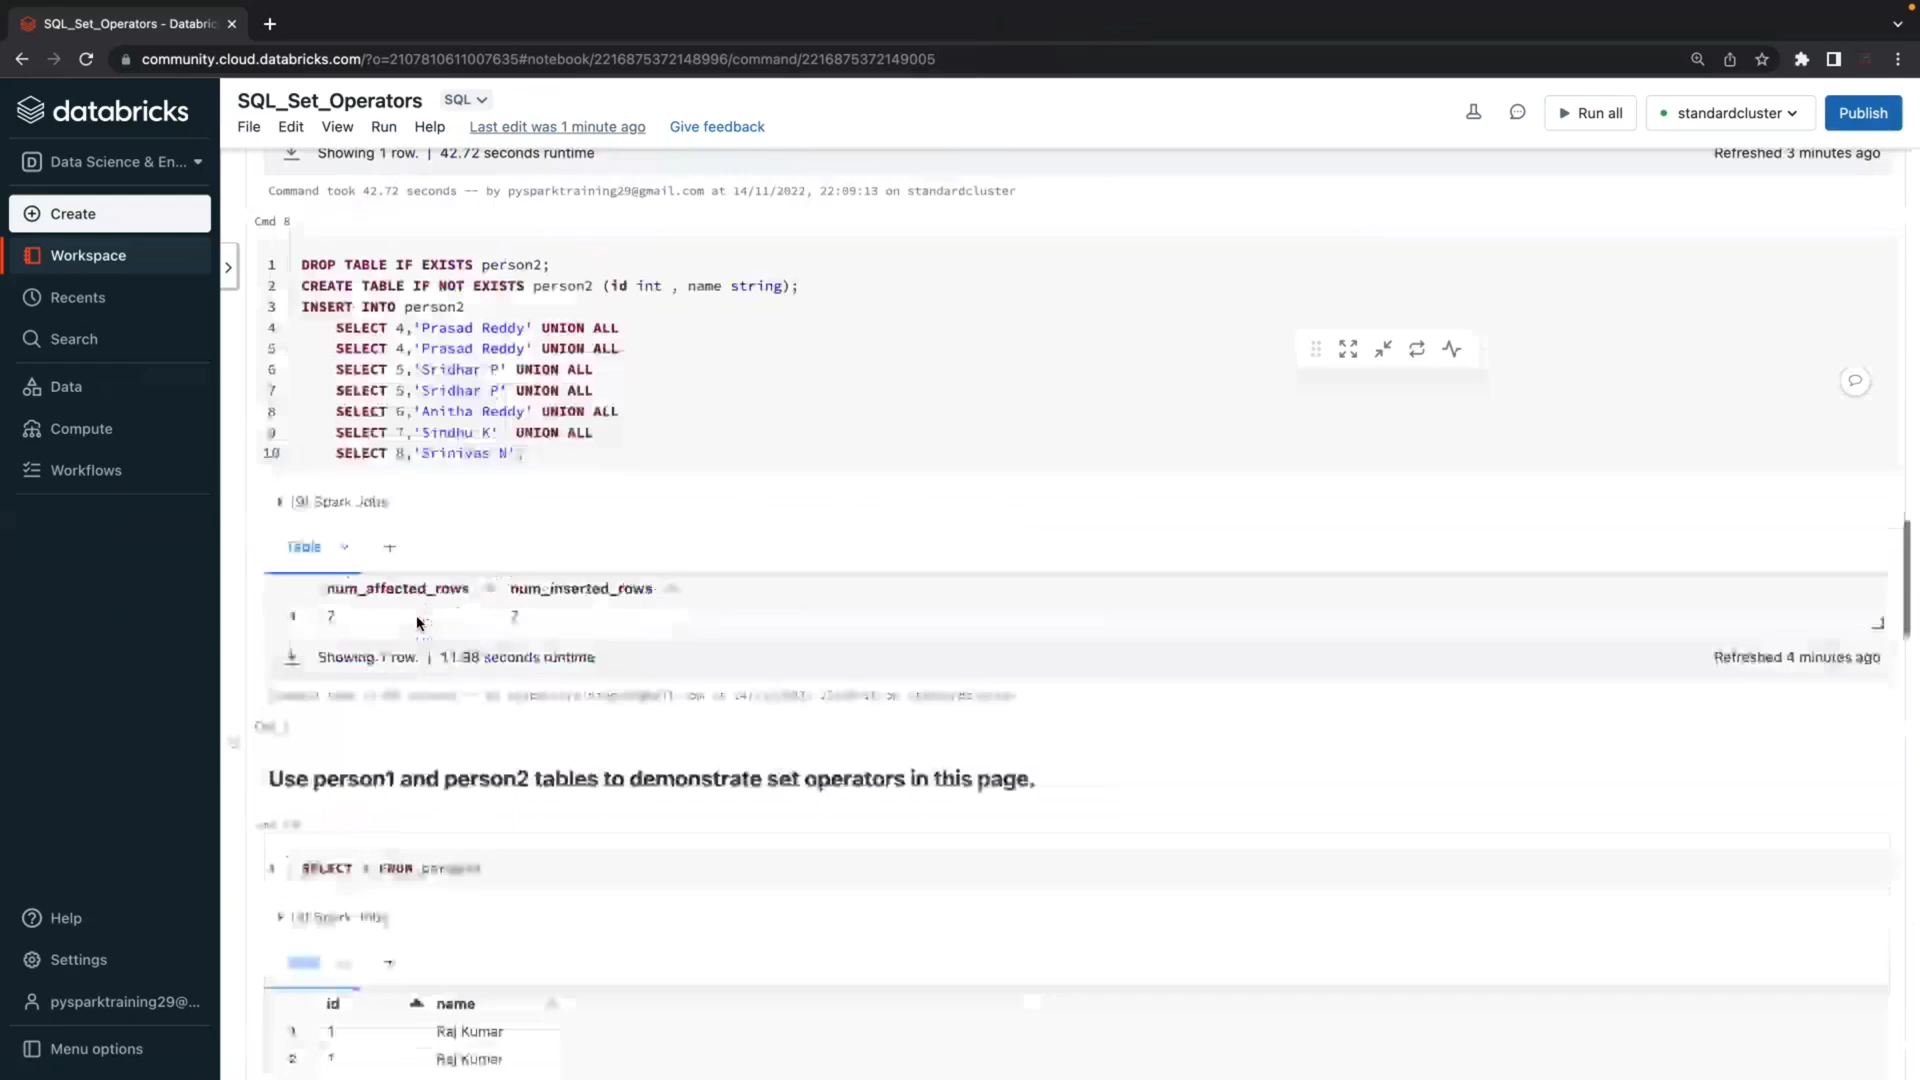 SQL_Set_Operators - Databric
community.cloud.databricks.com/?o=2107810611007635#notebook/2216875372148996/command/2216875372149005
databricks
SQL_Set_Operators SQL
File Edit View Run Help Last edit was 1 minute ago Give feedback
Run all standardcluster Publish
Data Science & En...
Create
Workspace
Recents
Search
Data
Compute
Workflows
Help
Settings
pysparktraining29@...
Menu options
Showing 1 row. | 42.72 seconds runtime Refreshed 3 minutes ago
Command took 42.72 seconds -- by pysparktraining29@gmail.com at 14/11/2022, 22:09:13 on standardcluster
Cmd 8
1 DROP TABLE IF EXISTS person2;
2 CREATE TABLE IF NOT EXISTS person2 (id int , name string);
3 INSERT INTO person2
4 SELECT 4,'Prasad Reddy' UNION ALL
5 SELECT 4,'Prasad Reddy' UNION ALL
6 SELECT 5,'Sridhar P' UNION ALL
7 SELECT 5,'Sridhar P' UNION ALL
8 SELECT 6,'Anitha Reddy' UNION ALL
9 SELECT 7,'Sindhu K' UNION ALL
10 SELECT 8,'Srinivas N';
Spark Jobs
Table +
num_affected_rows num_inserted_rows
1 7 7
Showing 1 row. | seconds runtime Refreshed 4 minutes ago
Use person1 and person2 tables to demonstrate set operators in this page.
SELECT * FROM
id name
1 1 Raj Kumar
2 1 Raj Kumar